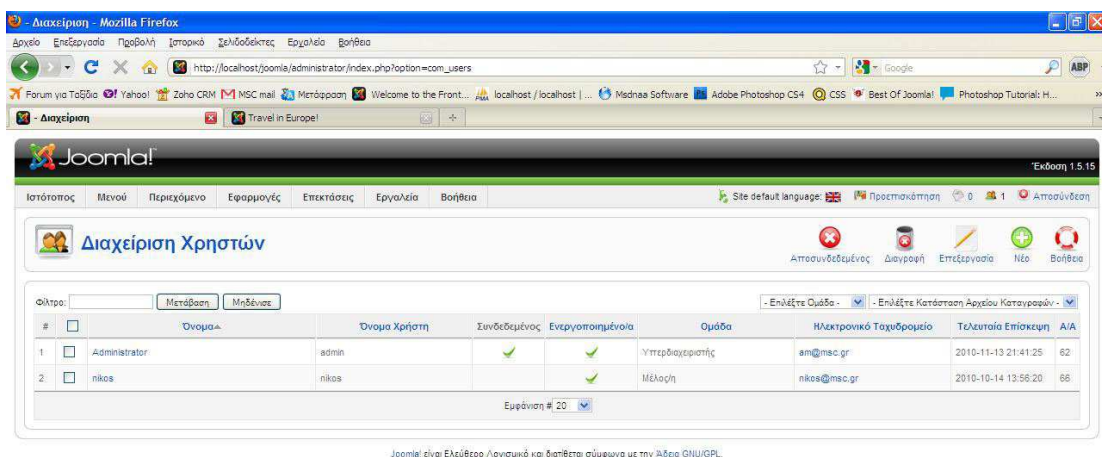 - Διαχείριση - Mozilla Firefox
Αρχείο Επεξεργασία Προβολή Ιστορικό Σελιδοδείκτες Εργαλεία Βοήθεια
http://localhost/joomla/administrator/index.php?option=com_users Google ABP
Forum για Ταξίδια Yahoo! Zoho CRM MSC mail Μετάφραση Welcome to the Front... localhost / localhost | ... Msdnaa Software Adobe Photoshop CS4 CSS Best Of Joomla! Photoshop Tutorial: H... »
- Διαχείριση Travel in Europe!
Joomla! Έκδοση 1.5.15
Ιστότοπος Μενού Περιεχόμενο Εφαρμογές Επεκτάσεις Εργαλεία Βοήθεια Site default language: Προεπισκόπηση 0 1 Αποσύνδεση
Διαχείριση Χρηστών
Αποσυνδεδεμένος Διαγραφή Επεξεργασία Νέο Βοήθεια
Φίλτρο: Μετάβαση Μηδένισε - Επιλέξτε Ομάδα - - Επιλέξτε Κατάσταση Αρχείου Καταγραφών -
# Όνομα Όνομα Χρήστη Συνδεδεμένος Ενεργοποιημένο/α Ομάδα Ηλεκτρονικό Ταχυδρομείο Τελευταία Επίσκεψη Α/Α
1 Administrator admin Υπερδιαχειριστής am@msc.gr 2010-11-13 21:41:25 62
2 nikos nikos Μέλος/η nikos@msc.gr 2010-10-14 13:56:20 66
Εμφάνιση # 20
Joomla! είναι Ελεύθερο Λογισμικό και διατίθεται σύμφωνα με την Άδεια GNU/GPL.